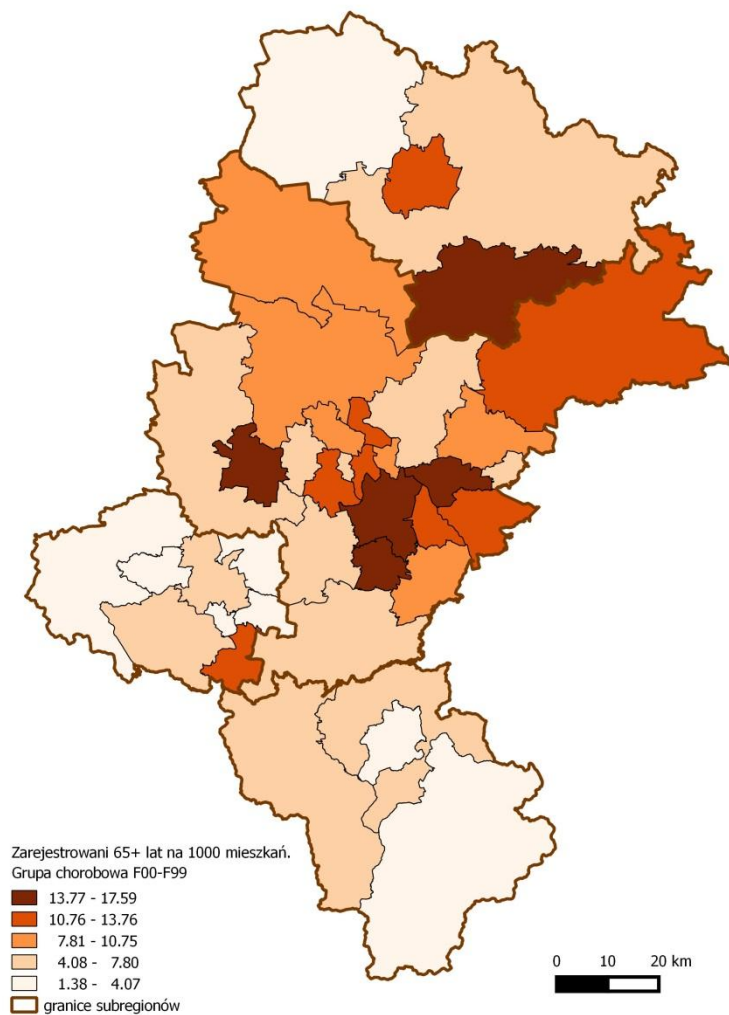 Zarejestrowani 65+ lat na 1000 mieszkań.
Grupa chorobowa F00-F99
13.77 - 17.59
10.76 - 13.76
7.81 - 10.75
4.08 - 7.80
1.38 - 4.07
granice subregionów
0 10 20 km